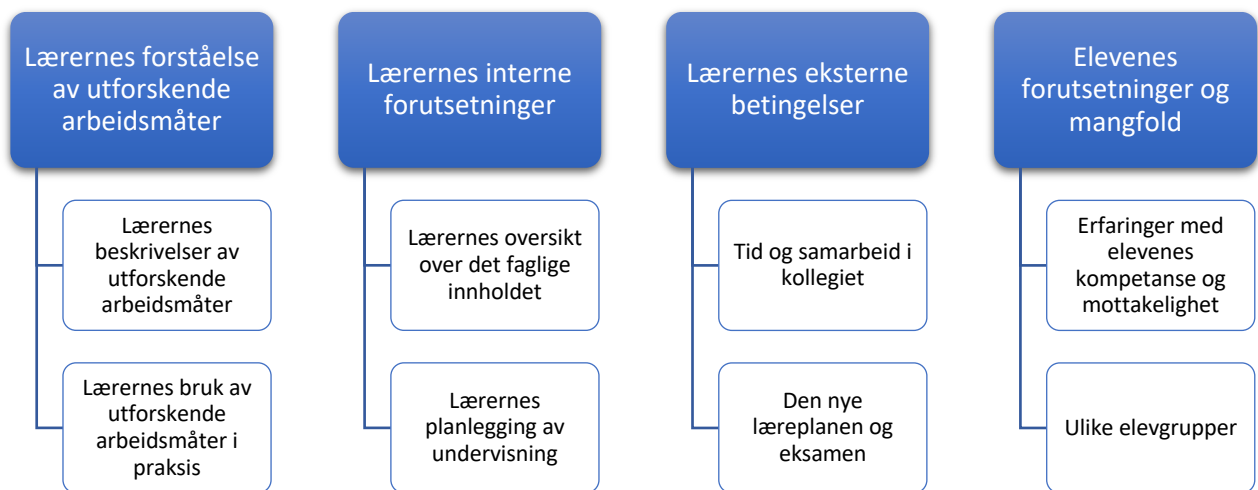 Lærernes forståelse
av utforskende
arbeidsmåter
Lærernes
beskrivelser av
utforskende
arbeidsmåter
Lærernes bruk av
utforskende
arbeidsmåter i
praksis
Lærernes interne
forutsetninger
Lærernes oversikt
over det faglige
innholdet
Lærernes
planlegging av
undervisning
Lærernes eksterne
betingelser
Tid og samarbeid i
kollegiet
Den nye
læreplanen og
eksamen
Elevenes
forutsetninger og
mangfold
Erfaringer med
elevenes
kompetanse og
mottakelighet
Ulike elevgrupper